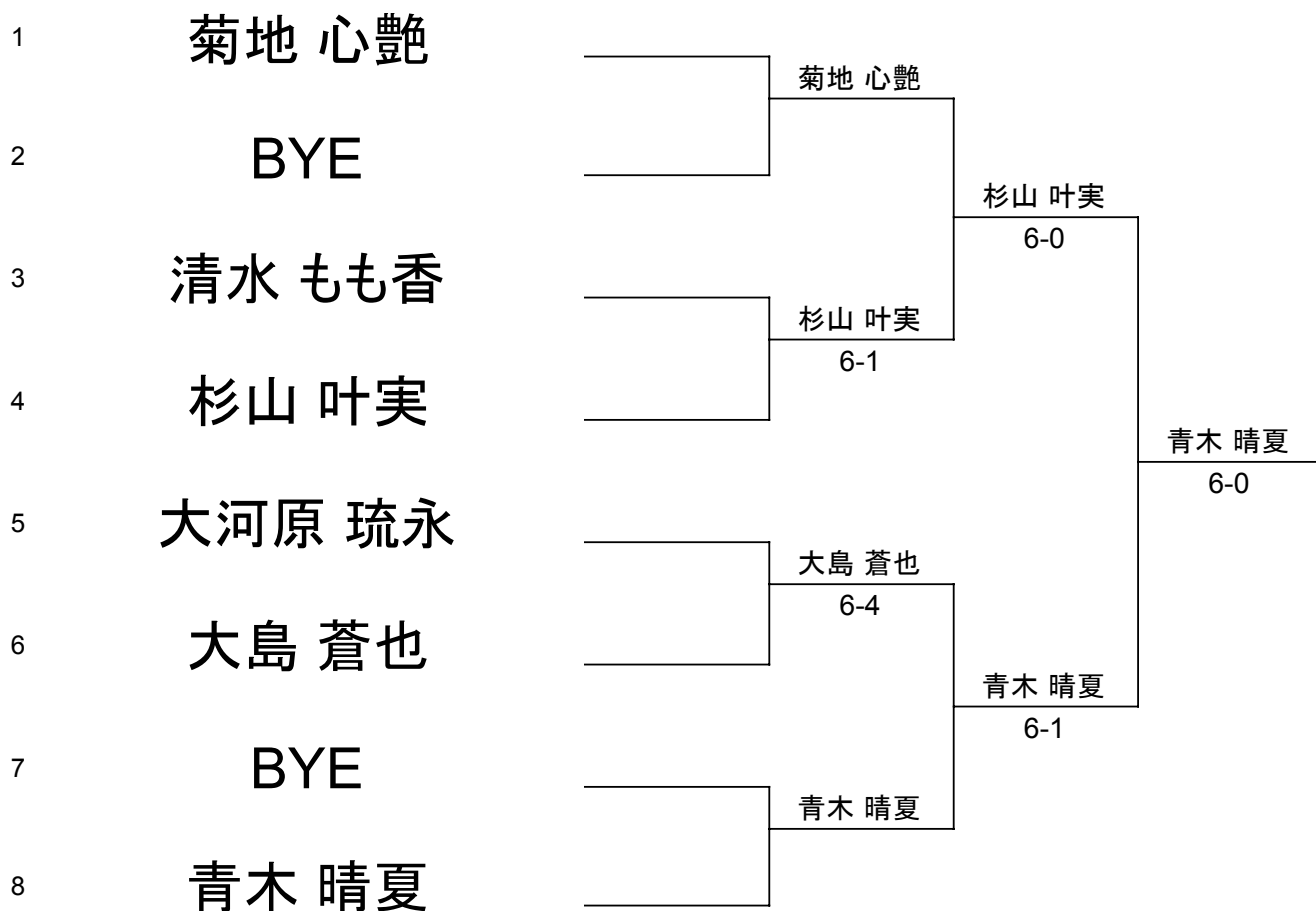 1 菊地 心艶
菊地 心艶
2 BYE
杉山 叶実
6-0
3 清水 もも香
杉山 叶実
6-1
4 杉山 叶実
青木 晴夏
6-0
5 大河原 琉永
大島 蒼也
6-4
6 大島 蒼也
青木 晴夏
6-1
7 BYE
青木 晴夏
8 青木 晴夏